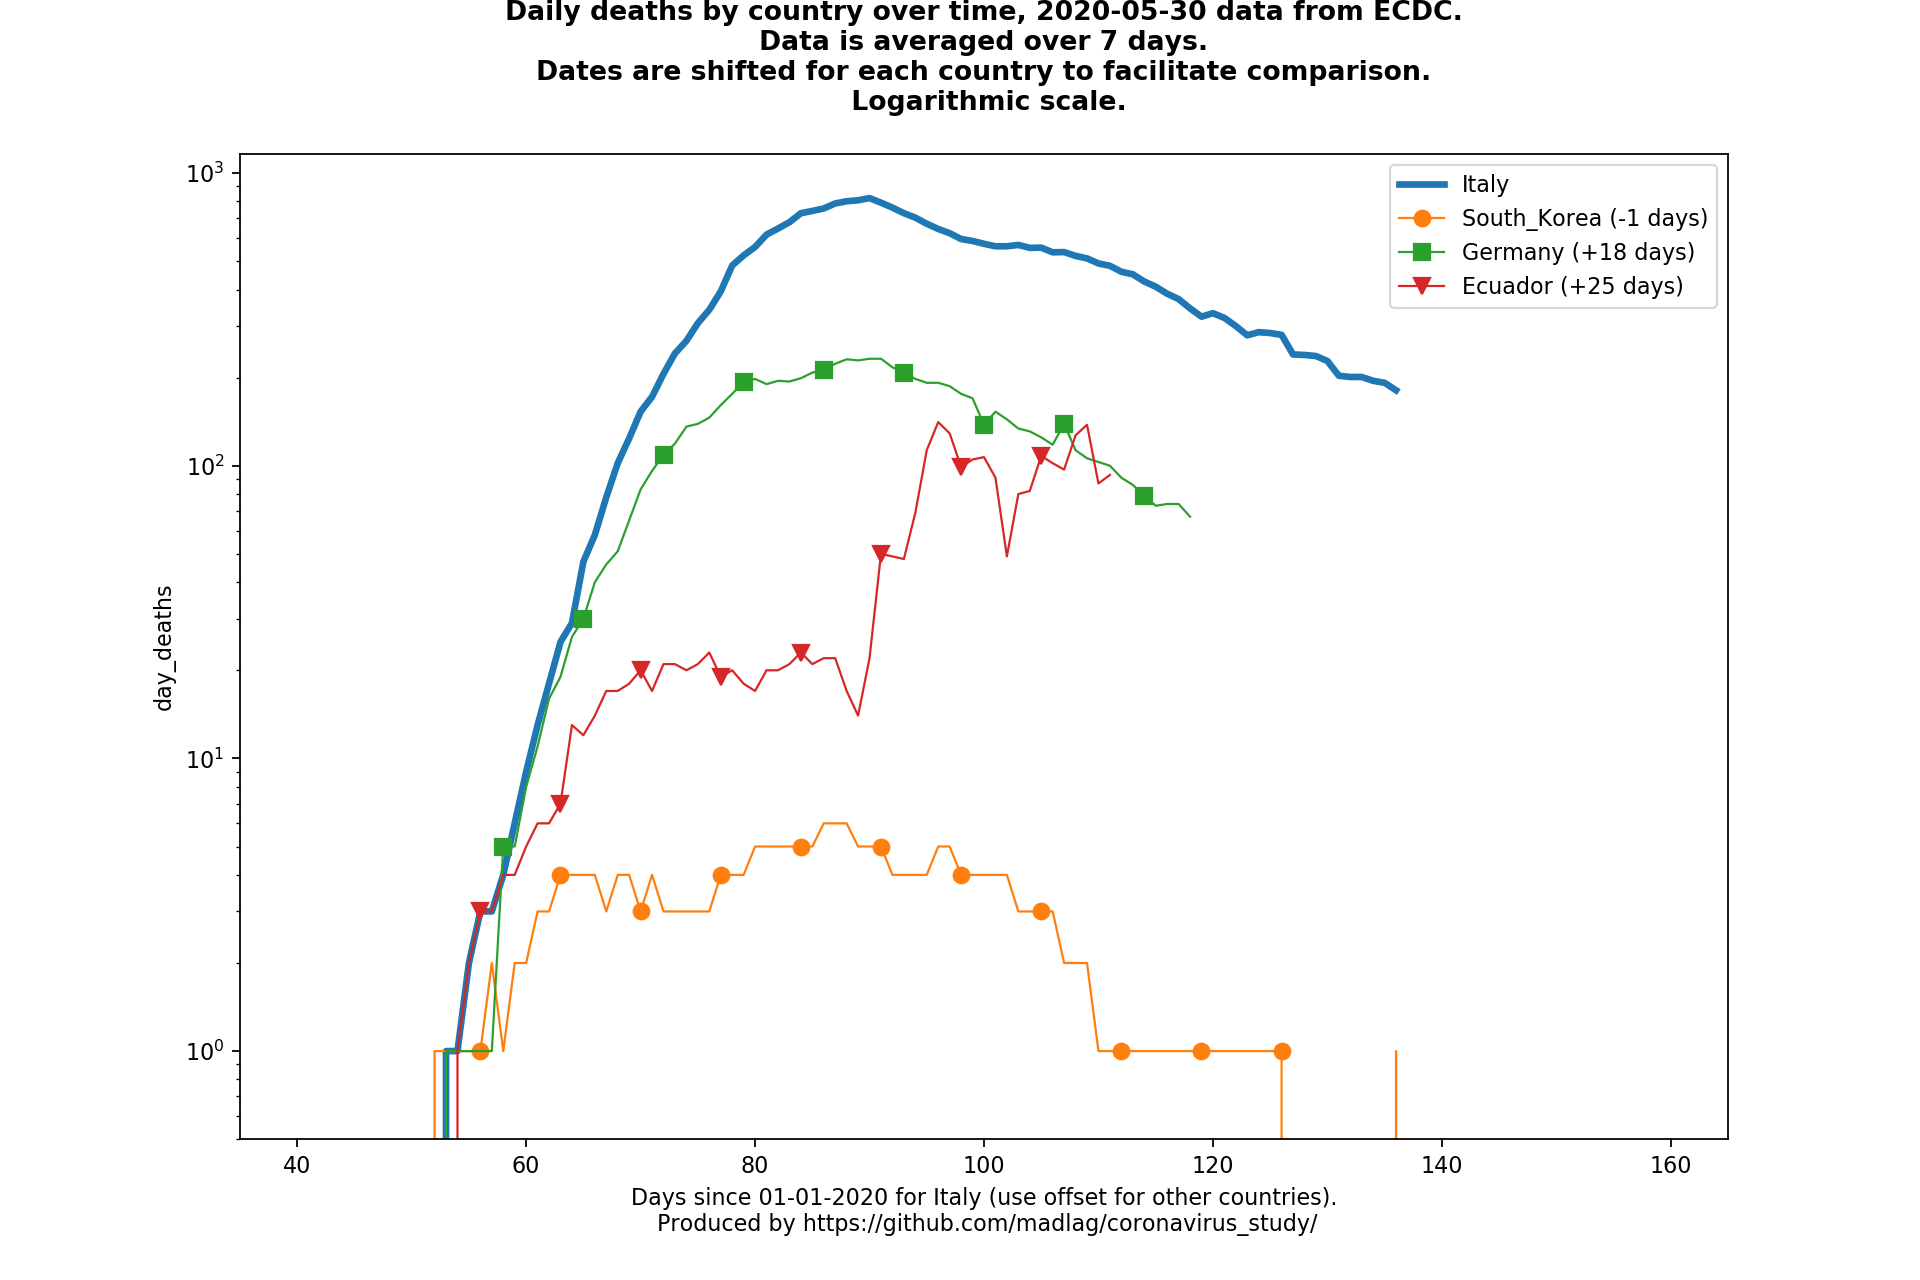 Daily deaths by country over time, 2020-05-30 data from ECDC.
Data is averaged over 7 days.
Dates are shifted for each country to facilitate comparison.
Logarithmic scale.
10³
10²
10¹
10⁰
day_deaths
Italy
South_Korea (-1 days)
Germany (+18 days)
Ecuador (+25 days)
40 60 80 100 120 140 160
Days since 01-01-2020 for Italy (use offset for other countries).
Produced by https://github.com/madlag/coronavirus_study/